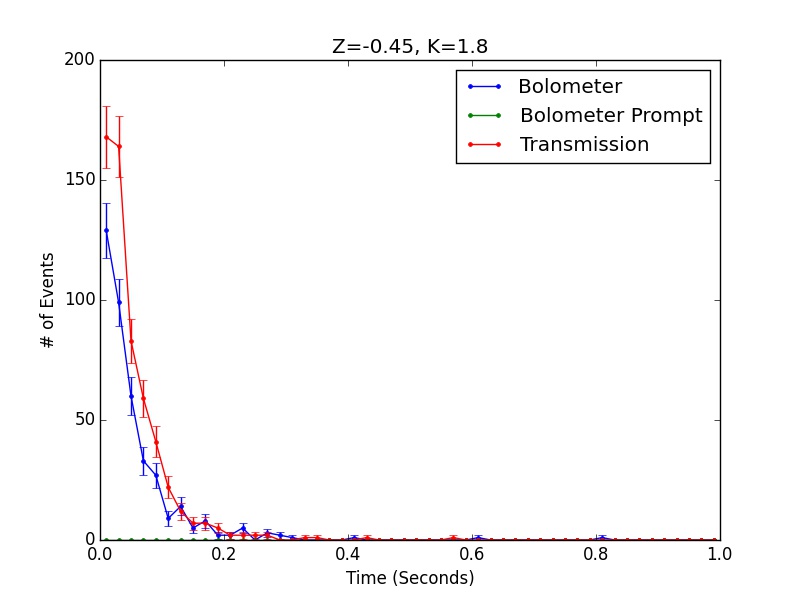 Z=-0.45, K=1.8
200
150
100
50
0
# of Events
Bolometer
Bolometer Prompt
Transmission
0.0 0.2 0.4 0.6 0.8 1.0
Time (Seconds)